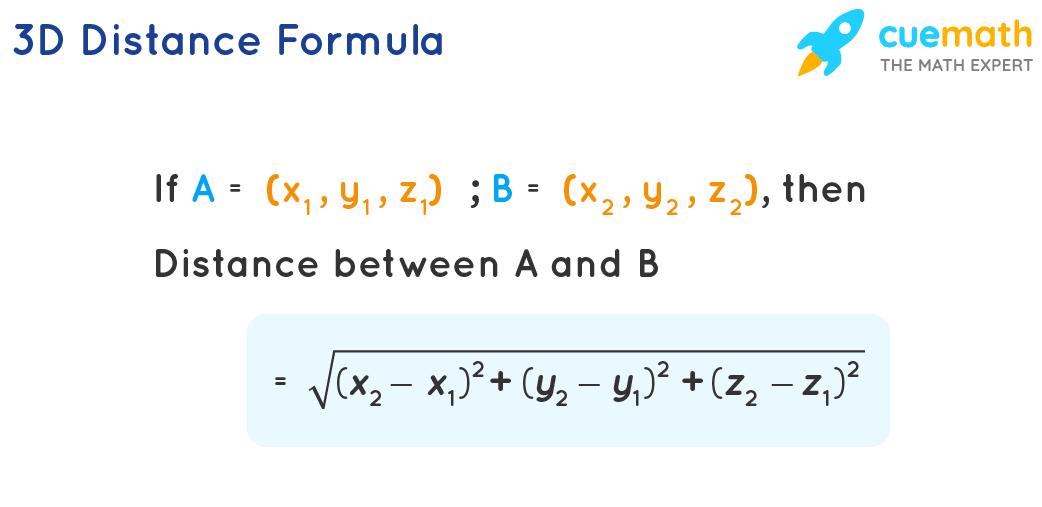 3D Distance Formula
cuemath
THE MATH EXPERT
If A = (x₁, y₁, z₁) ; B = (x₂, y₂, z₂), then
Distance between A and B
= √(x₂ − x₁)² + (y₂ − y₁)² + (z₂ − z₁)²